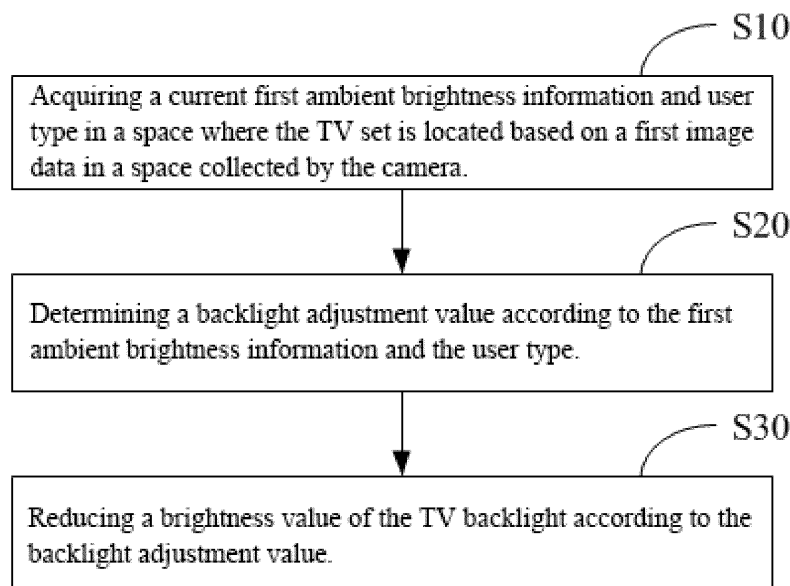 S10
Acquiring a current first ambient brightness information and user
type in a space where the TV set is located based on a first image
data in a space collected by the camera.
S20
Determining a backlight adjustment value according to the first
ambient brightness information and the user type.
S30
Reducing a brightness value of the TV backlight according to the
backlight adjustment value.